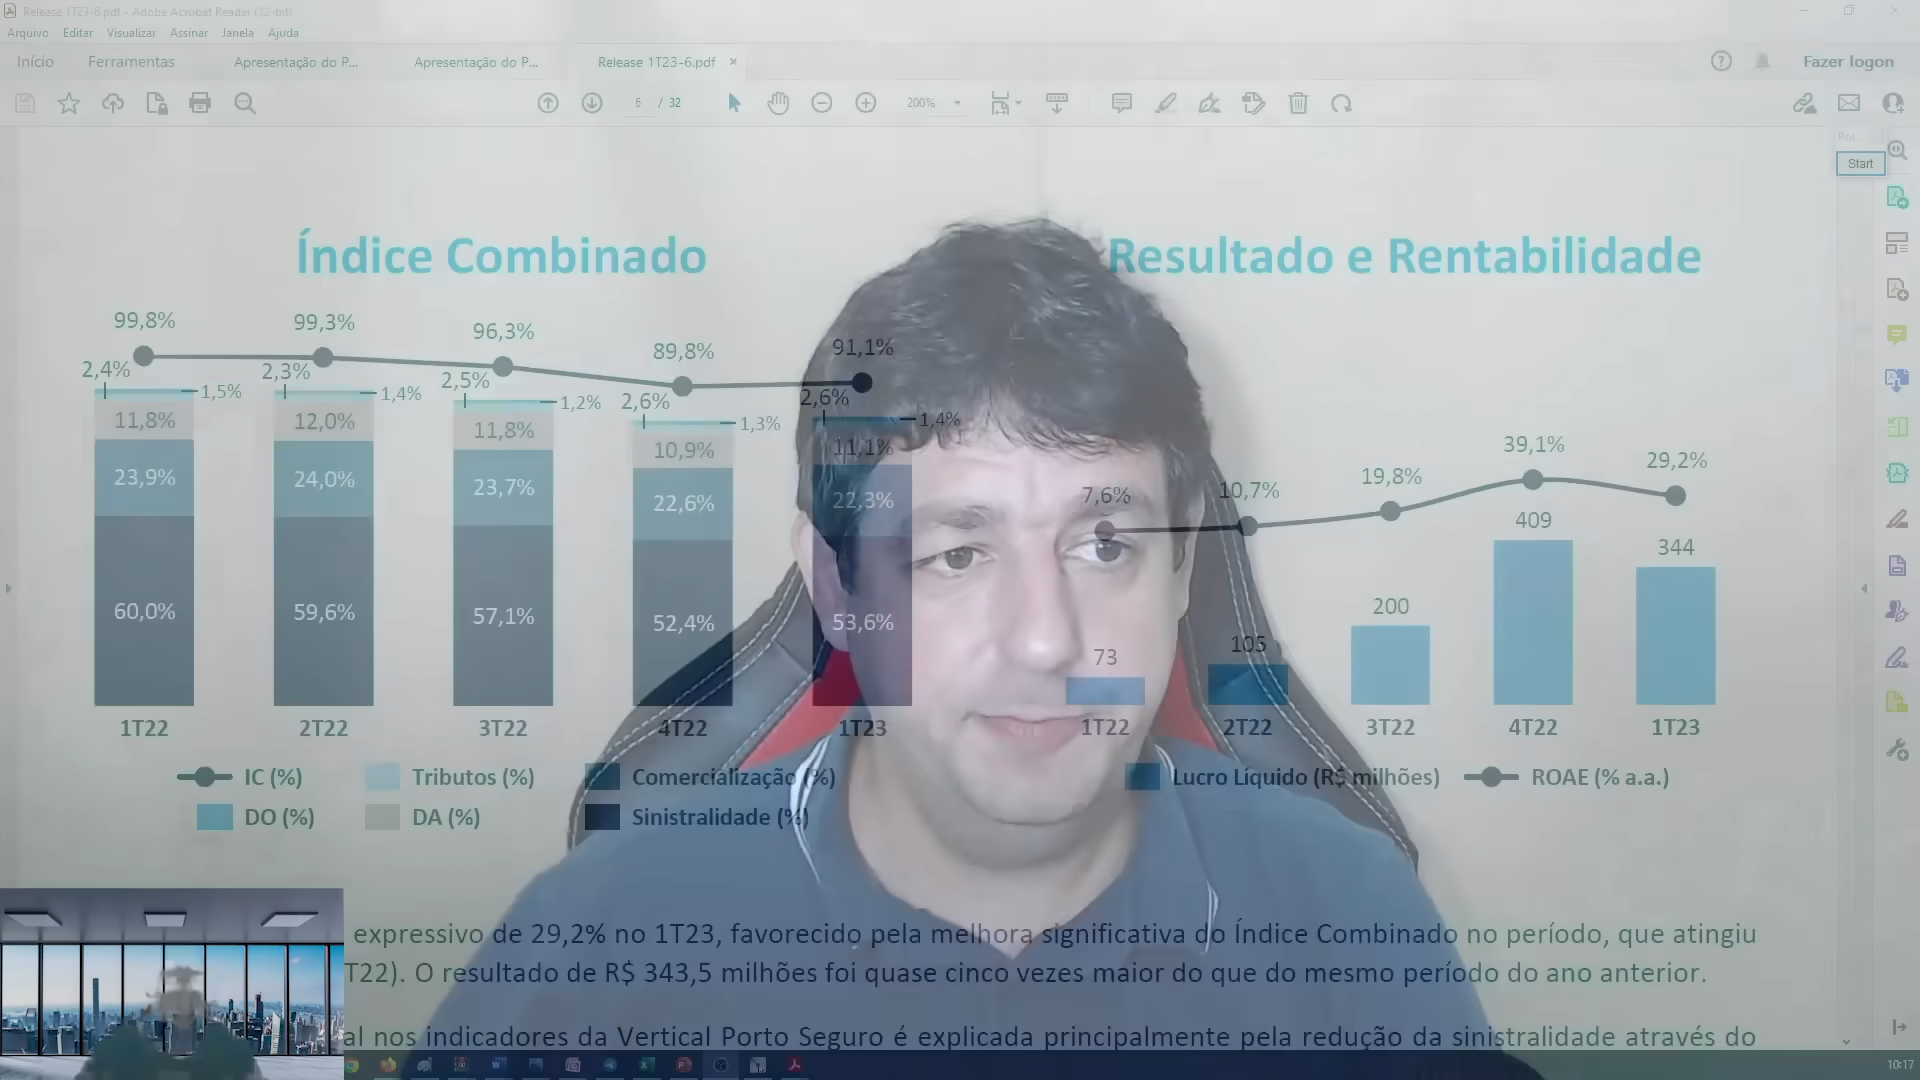 Release 1T23-6.pdf - Adobe Acrobat Reader (32-bit)
Arquivo Editar Visualizar Assinar Janela Ajuda
Início Ferramentas Apresentação do P... Apresentação do P... Release 1T23-6.pdf × Fazer logon
6 / 32 200%
Start
Índice Combinado
99,8% 99,3% 96,3% 89,8% 91,1%
2,4% 2,3% 2,5% 2,6% 2,6%
1,5% 1,4% 1,2% 1,3% 1,4%
11,8% 12,0% 11,8% 10,9% 11,1%
23,9% 24,0% 23,7% 22,6% 22,3%
60,0% 59,6% 57,1% 52,4% 53,6%
1T22 2T22 3T22 4T22 1T23
IC (%) Tributos (%) Comercialização (%)
DO (%) DA (%) Sinistralidade (%)
Resultado e Rentabilidade
7,6% 10,7% 19,8% 39,1% 29,2%
73 105 200 409 344
1T22 2T22 3T22 4T22 1T23
Lucro Líquido (R$ milhões) ROAE (% a.a.)
expressivo de 29,2% no 1T23, favorecido pela melhora significativa do Índice Combinado no período, que atingiu
T22). O resultado de R$ 343,5 milhões foi quase cinco vezes maior do que do mesmo período do ano anterior.
al nos indicadores da Vertical Porto Seguro é explicada principalmente pela redução da sinistralidade através do
10:17